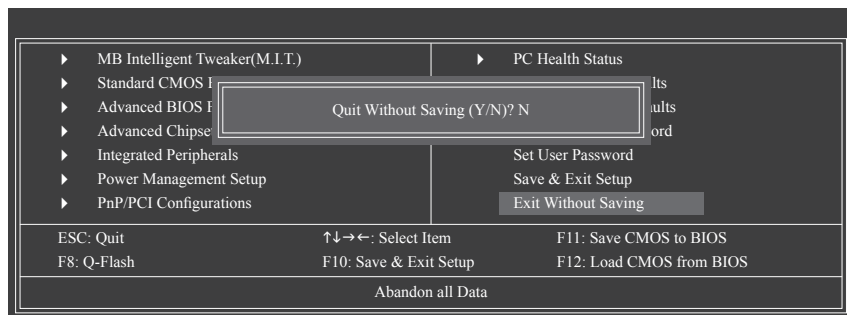 MB Intelligent Tweaker(M.I.T.)
Standard CMOS
Advanced BIOS
Advanced
Integrated Peripherals
Power Management Setup
PnP/PCI Configurations
PC Health Status
Set User Password
Save & Exit Setup
Exit Without Saving
Quit Without Saving (Y/N)? N
ESC: Quit
↑↓→←: Select Item
F11: Save CMOS to BIOS
F8: Q-Flash
F10: Save & Exit Setup
F12: Load CMOS from BIOS
Abandon all Data